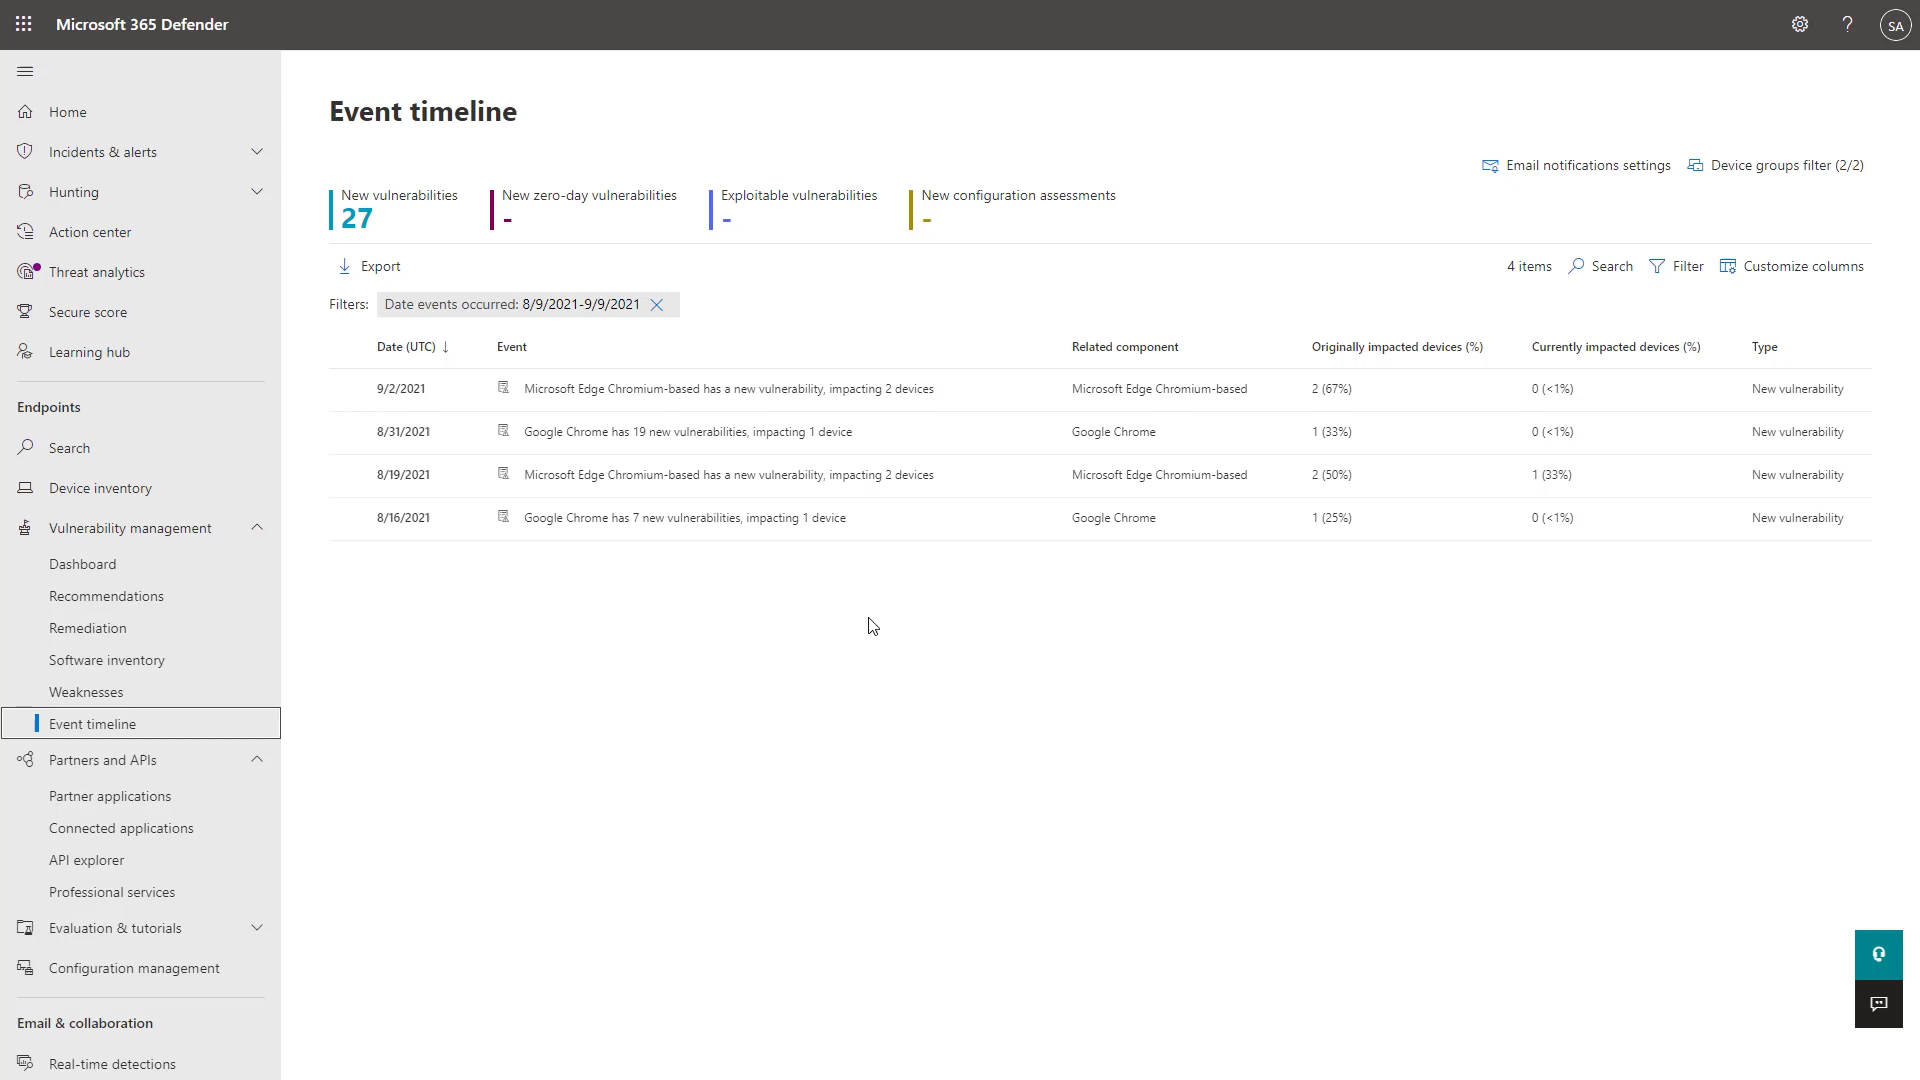 Microsoft 365 Defender
?
SA
Home
Incidents & alerts
Hunting
Action center
Threat analytics
Secure score
Learning hub
Endpoints
Search
Device inventory
Vulnerability management
Dashboard
Recommendations
Remediation
Software inventory
Weaknesses
Event timeline
Partners and APIs
Partner applications
Connected applications
API explorer
Professional services
Evaluation & tutorials
Configuration management
Email & collaboration
Real-time detections
Event timeline
Email notifications settings Device groups filter (2/2)
New vulnerabilities New zero-day vulnerabilities Exploitable vulnerabilities New configuration assessments
27 - - -
Export 4 items Search Filter Customize columns
Filters: Date events occurred: 8/9/2021-9/9/2021
Date (UTC) ↓ Event Related component Originally impacted devices (%) Currently impacted devices (%) Type
9/2/2021 Microsoft Edge Chromium-based has a new vulnerability, impacting 2 devices Microsoft Edge Chromium-based 2 (67%) 0 (<1%) New vulnerability
8/31/2021 Google Chrome has 19 new vulnerabilities, impacting 1 device Google Chrome 1 (33%) 0 (<1%) New vulnerability
8/19/2021 Microsoft Edge Chromium-based has a new vulnerability, impacting 2 devices Microsoft Edge Chromium-based 2 (50%) 1 (33%) New vulnerability
8/16/2021 Google Chrome has 7 new vulnerabilities, impacting 1 device Google Chrome 1 (25%) 0 (<1%) New vulnerability